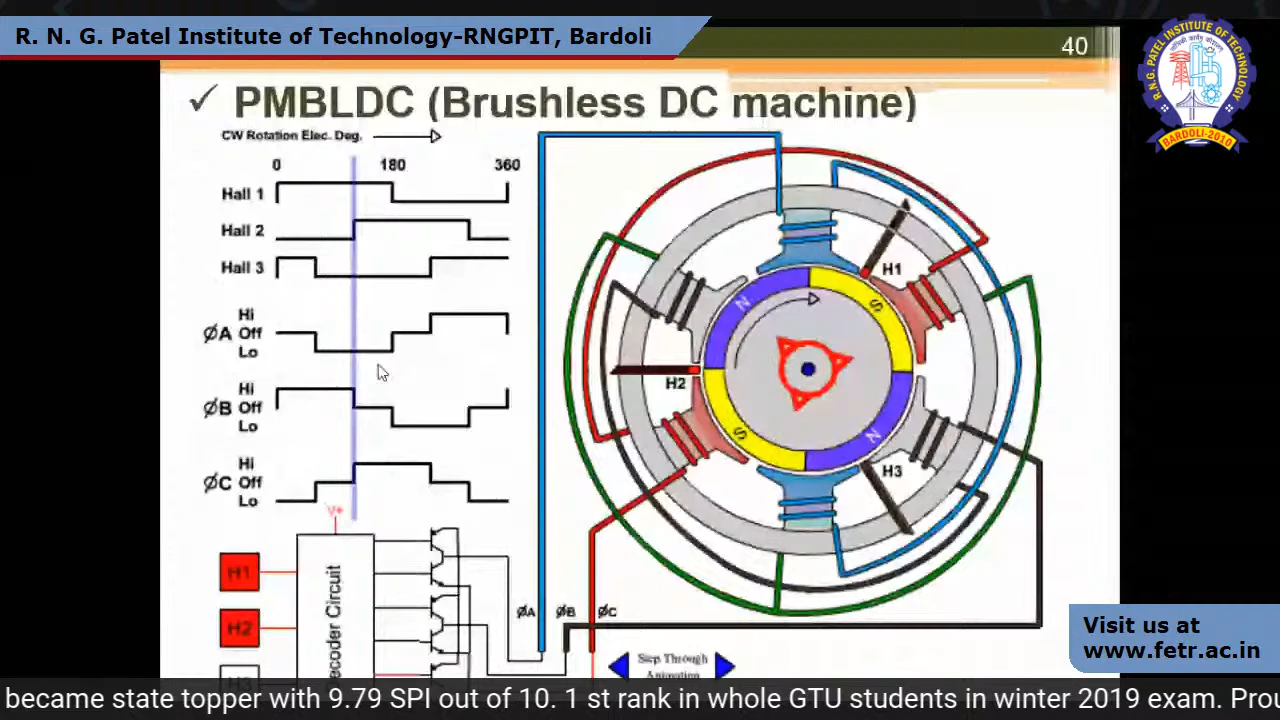 R. N. G. Patel Institute of Technology-RNGPIT, Bardoli
40
R.N.G. PATEL INSTITUTE OF TECHNOLOGY
BARDOLI-2010
✓ PMBLDC (Brushless DC machine)
CW Rotation Elec. Deg.
0 180 360
Hall 1
Hall 2
Hall 3
Hi
ØA Off
Lo
Hi
ØB Off
Lo
Hi
ØC Off
Lo
V+
H1
H2
H3
ecoder Circuit
N
S
S
N
H1
H2
H3
ØA ØB ØC
Step Through
Animation
Visit us at
www.fetr.ac.in
became state topper with 9.79 SPI out of 10. 1 st rank in whole GTU students in winter 2019 exam. Prou